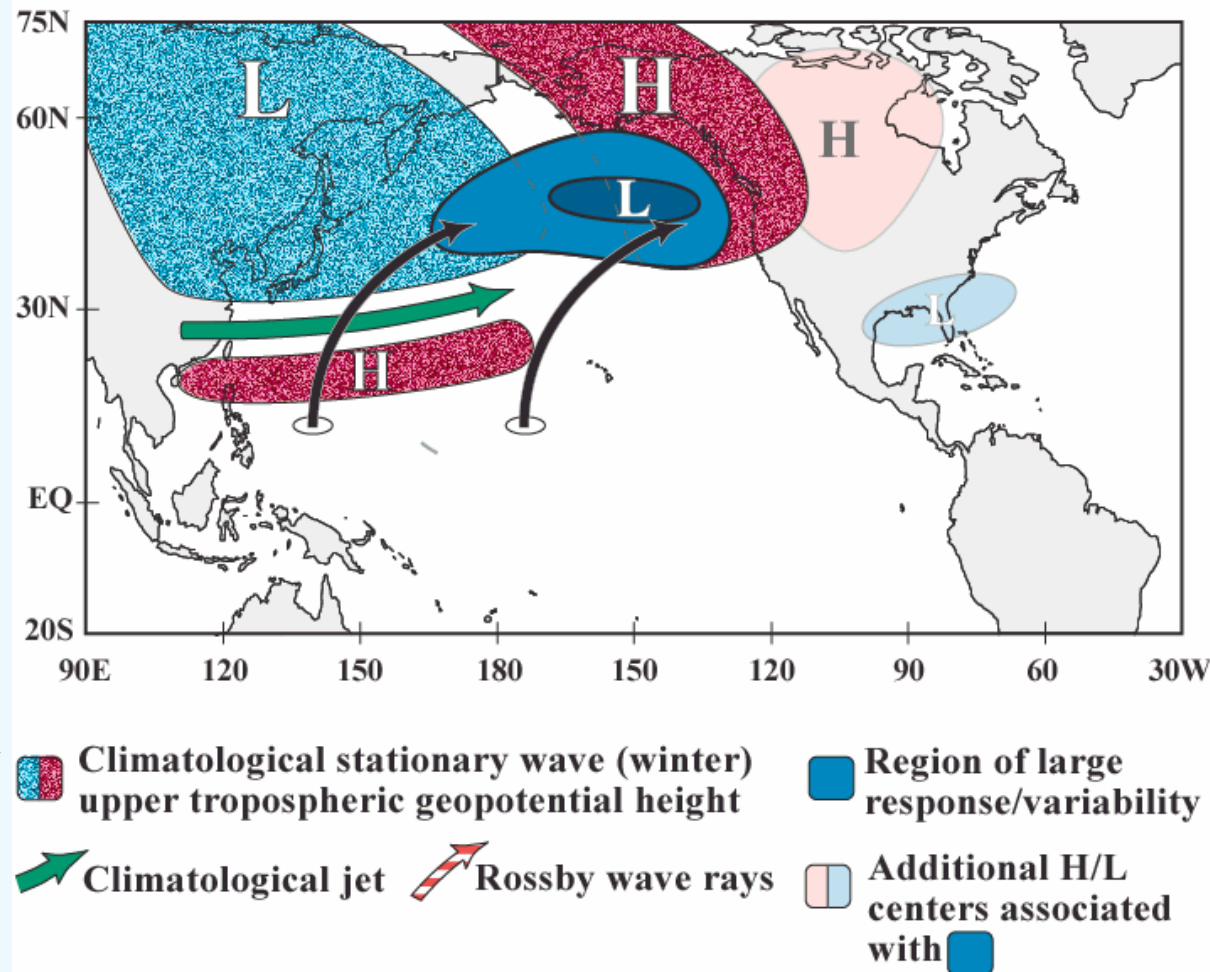 75N
L
H
60N
H
L
30N
L
H
EQ
20S
90E 120 150 180 150 120 90 60 30W
Climatological stationary wave (winter)
upper tropospheric geopotential height
Region of large
response/variability
Climatological jet
Rossby wave rays
Additional H/L
centers associated
with